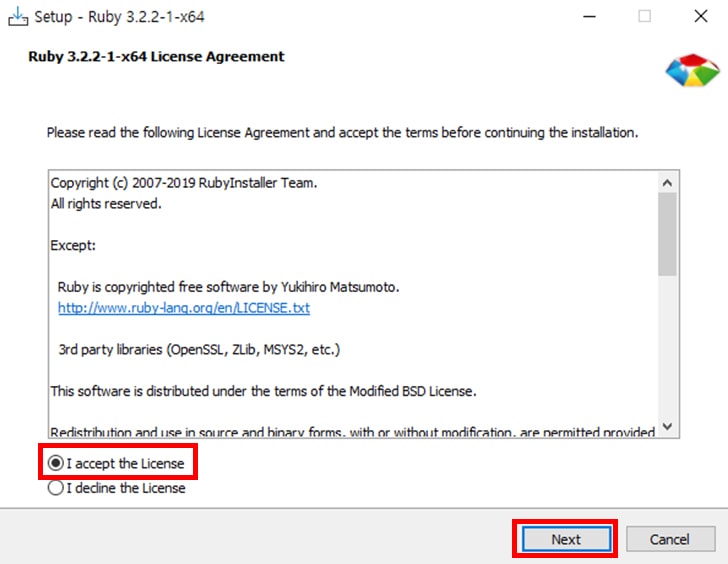 Setup - Ruby 3.2.2-1-x64
Ruby 3.2.2-1-x64 License Agreement
Please read the following License Agreement and accept the terms before continuing the installation.
Copyright (c) 2007-2019 RubyInstaller Team.
All rights reserved.
Except:
Ruby is copyrighted free software by Yukihiro Matsumoto.
http://www.ruby-lang.org/en/LICENSE.txt
3rd party libraries (OpenSSL, ZLib, MSYS2, etc.)
This software is distributed under the terms of the Modified BSD License.
Redistribution and use in source and binary forms, with or without modification, are permitted provided
I accept the License
I decline the License
Next
Cancel